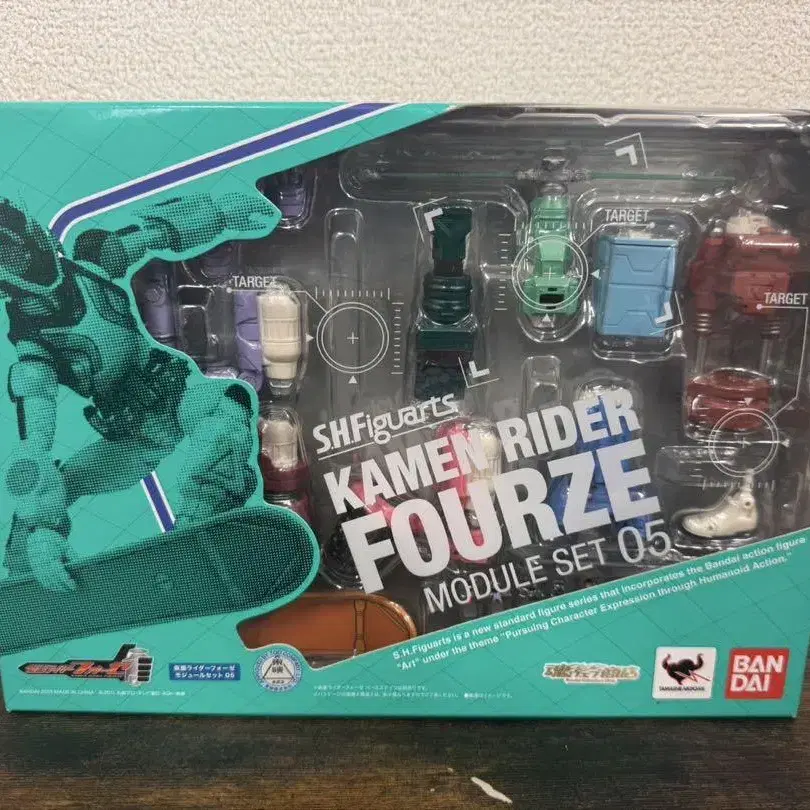 TARGET
TARGET
TARGET
S.H.Figuarts
KAMEN RIDER
FOURZE
MODULE SET 05
S.H.Figuarts is a new standard figure series that incorporates the Bandai action figure
"Art" under the theme "Pursuing Character Expression through Humanoid Action."
仮面ライダーフォーゼ
モジュールセット 05
TAMASHII NATIONS
BAN
DAI